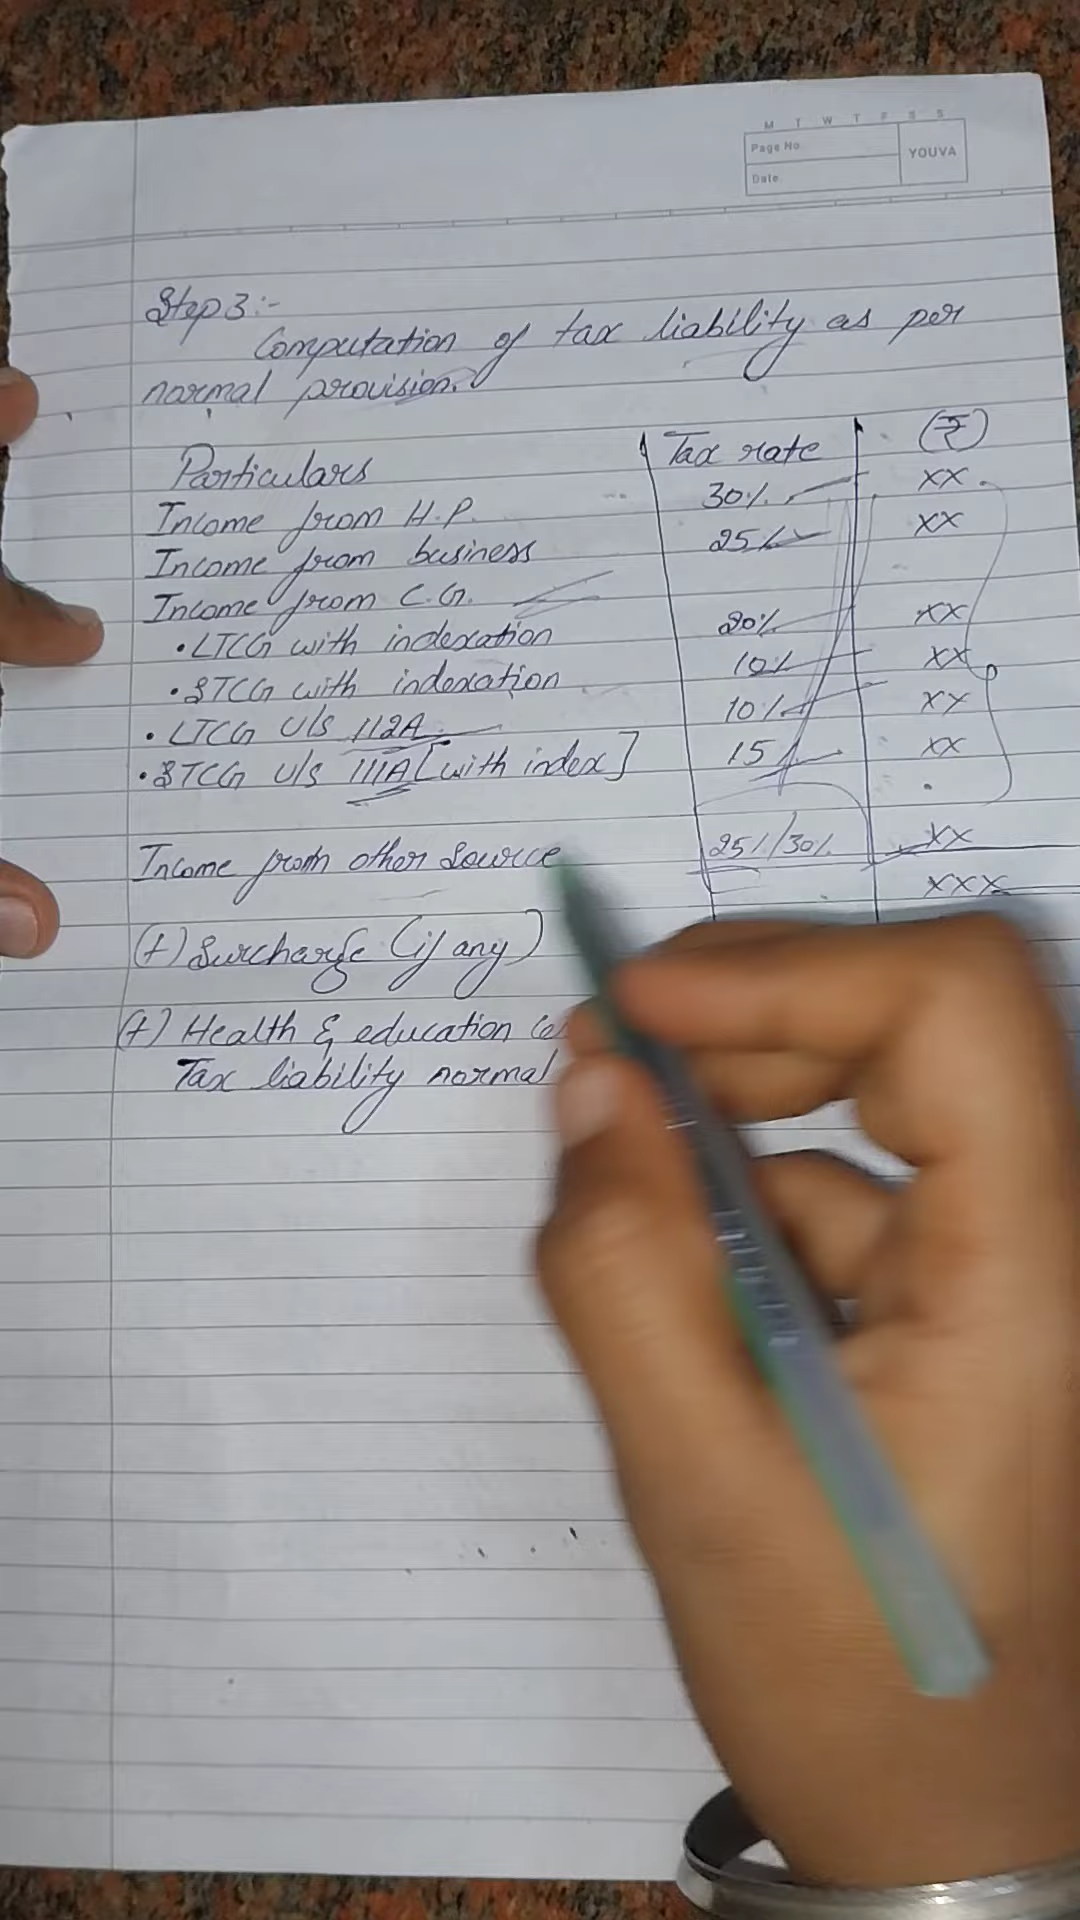 M T W T F S S
Page No.
YOUVA
Date
Step 3:-
Computation of tax liability as per
normal provision.
Particulars Tax rate (₹)
Income from H.P. 30% xx
Income from business 25% xx
Income from C.G.
• LTCG with indexation 20% xx
• STCG with indexation 10% xx
• LTCG U/s 112A 10% xx
• STCG U/s 111A [with index] 15% xx
Income from other source 25%/30% xx
xxx
(+) Surcharge (if any)
(+) Health & education
Tax liability normal